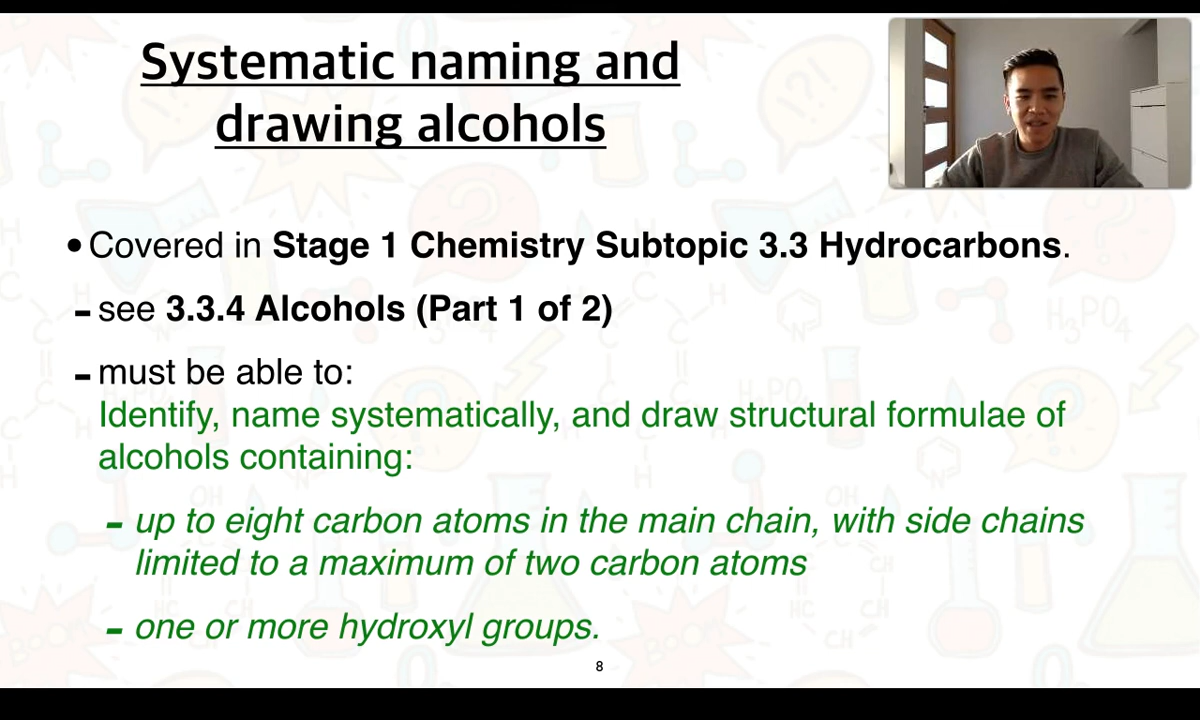 Systematic naming and
drawing alcohols
• Covered in Stage 1 Chemistry Subtopic 3.3 Hydrocarbons.
- see 3.3.4 Alcohols (Part 1 of 2)
- must be able to:
Identify, name systematically, and draw structural formulae of
alcohols containing:
- up to eight carbon atoms in the main chain, with side chains
limited to a maximum of two carbon atoms
- one or more hydroxyl groups.
8